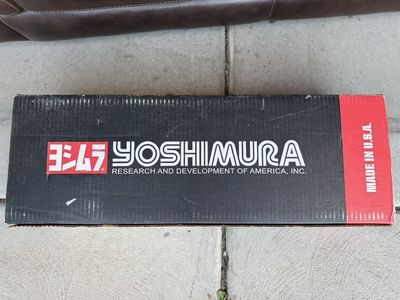 ヨシムラ YOSHIMURA
RESEARCH AND DEVELOPMENT OF AMERICA, INC.
MADE IN U.S.A.